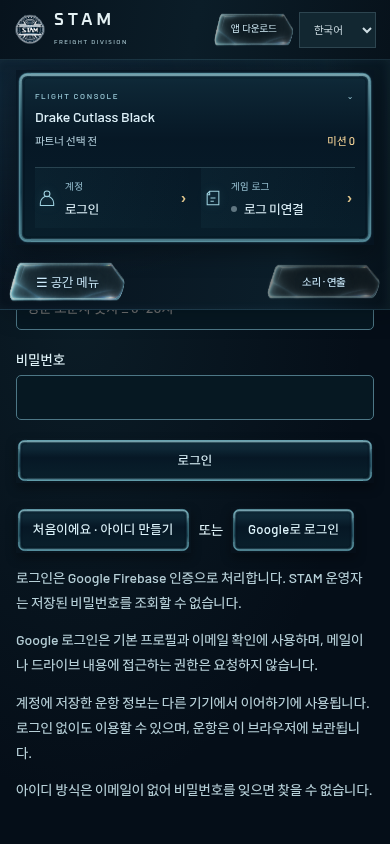 STAM
STAM
FREIGHT DIVISION
앱 다운로드
한국어
FLIGHT CONSOLE
Drake Cutlass Black
파트너 선택 전
미션 0
계정
로그인
게임 로그
로그 미연결
☰ 공간 메뉴
소리·연출
비밀번호
로그인
처음이에요 · 아이디 만들기
또는
Google로 로그인
로그인은 Google Firebase 인증으로 처리합니다. STAM 운영자
는 저장된 비밀번호를 조회할 수 없습니다.
Google 로그인은 기본 프로필과 이메일 확인에 사용하며, 메일이
나 드라이브 내용에 접근하는 권한은 요청하지 않습니다.
계정에 저장한 운항 정보는 다른 기기에서 이어하기에 사용됩니다.
로그인 없이도 이용할 수 있으며, 운항은 이 브라우저에 보관됩니
다.
아이디 방식은 이메일이 없어 비밀번호를 잊으면 찾을 수 없습니다.